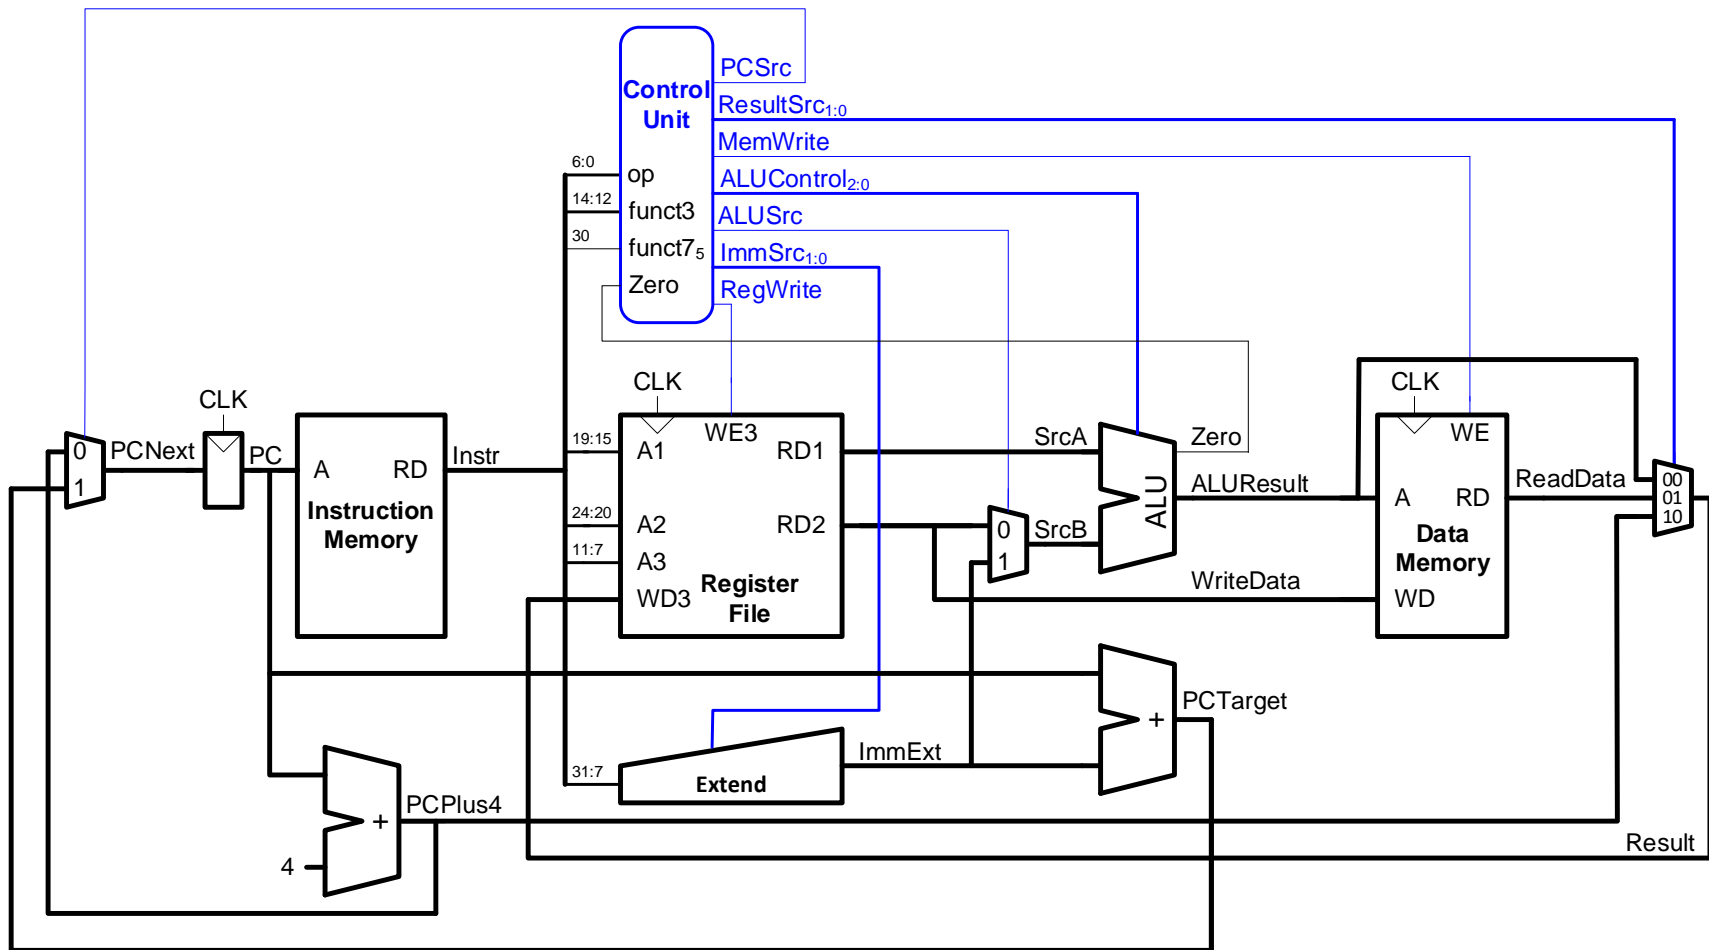 PCSrc
Control
Unit
ResultSrc1:0
MemWrite
6:0
op
ALUControl2:0
14:12
funct3
ALUSrc
30
funct75
ImmSrc1:0
Zero
RegWrite
CLK
CLK
CLK
0
1
PCNext
PC
A
RD
Instruction
Memory
Instr
19:15
A1
WE3
RD1
24:20
A2
RD2
11:7
A3
WD3
Register
File
SrcA
0
1
SrcB
ALU
Zero
ALUResult
WE
A
RD
Data
Memory
WD
WriteData
ReadData
00
01
10
+
PCTarget
31:7
Extend
ImmExt
+
PCPlus4
4
Result